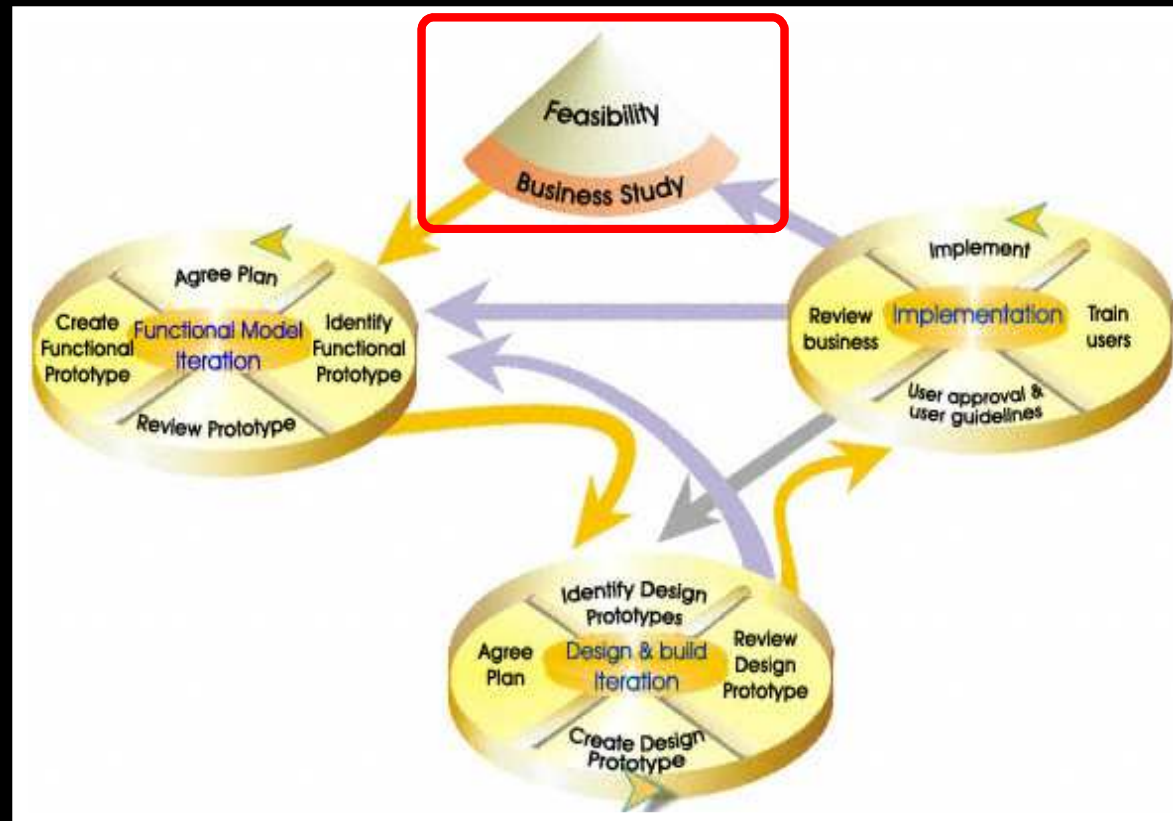 Feasibility
Business Study
Agree Plan
Create
Functional
Prototype
Functional Model
Iteration
Identify
Functional
Prototype
Review Prototype
Implement
Review
business
Implementation
Train
users
User approval &
user guidelines
Identify Design
Prototypes
Agree
Plan
Design & build
Iteration
Review
Design
Prototype
Create Design
Prototype